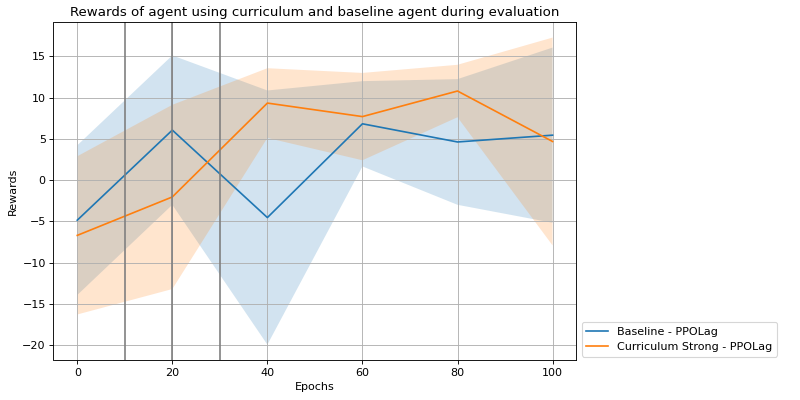 Rewards of agent using curriculum and baseline agent during evaluation
15
10
5
0
−5
−10
−15
−20
Rewards
0 20 40 60 80 100
Epochs
Baseline - PPOLag
Curriculum Strong - PPOLag